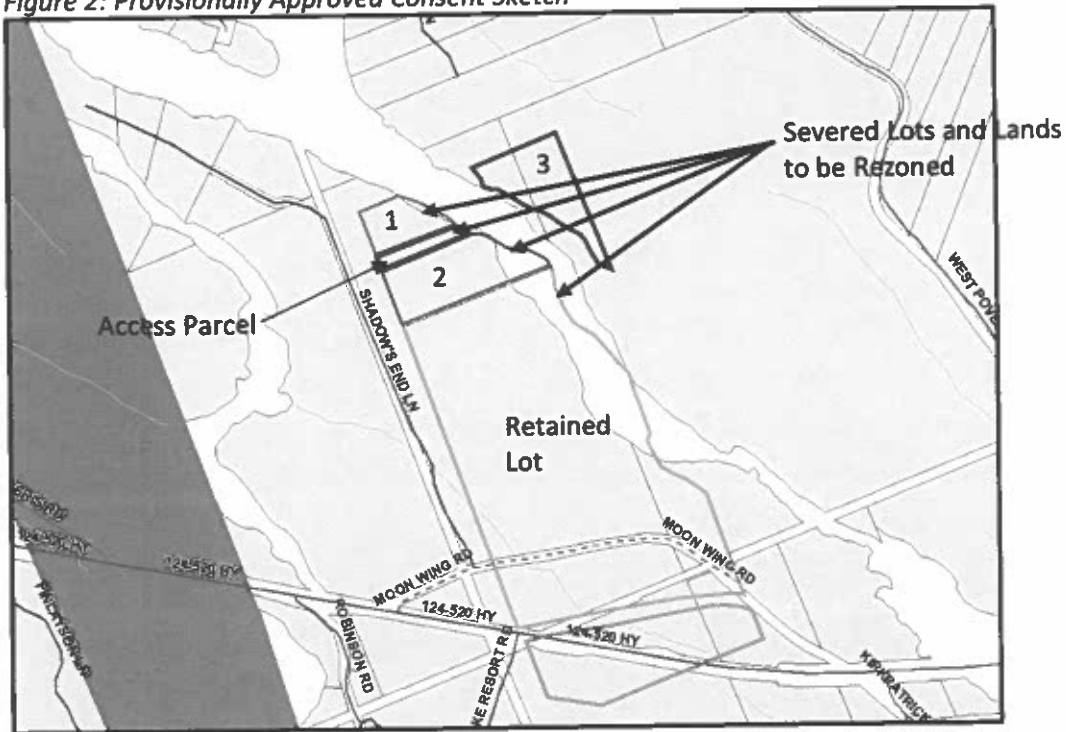 Figure 2: Provisionally Approved Consent Sketch
2
Severed Lots and Lands
to be Rezoned
3
1
2
Access Parcel
SHADOW'S END LN
WEST POVE
Retained
Lot
MOON WING RD
MOON WING RD
124-520 HY
124-520 HY
124-520 HY
ROBINSON RD
KE RESORT RD
KIRKPATRICK